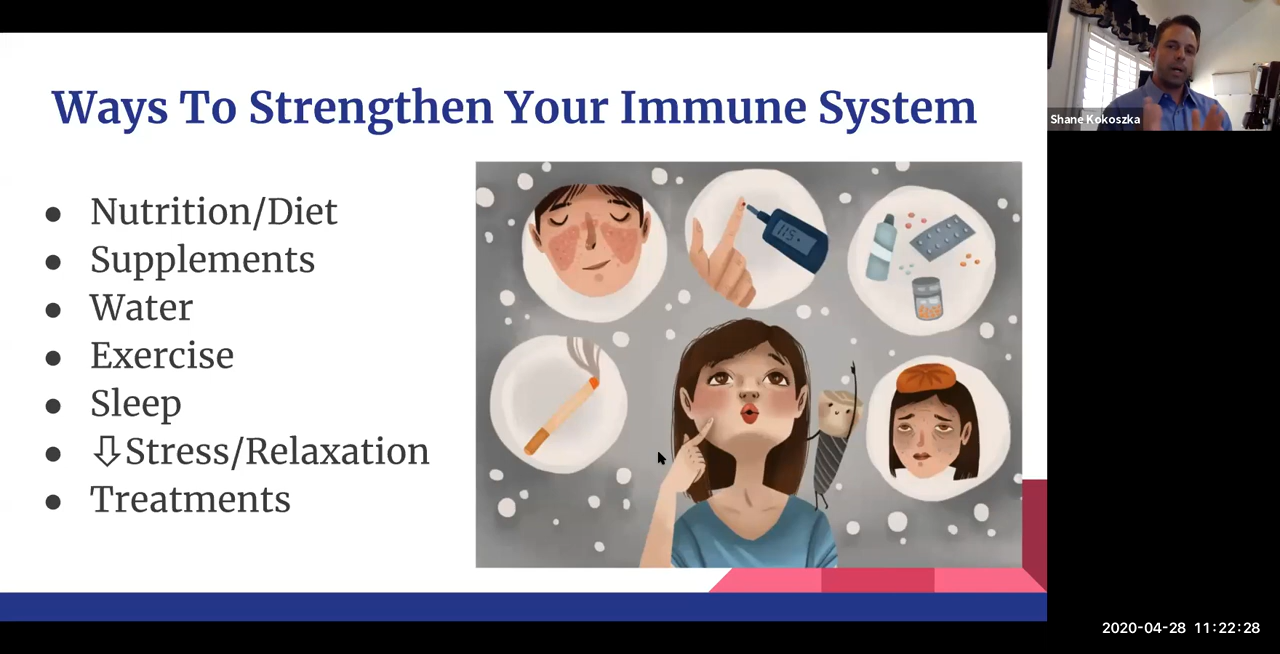 Ways To Strengthen Your Immune System
● Nutrition/Diet
● Supplements
● Water
● Exercise
● Sleep
● ⇩Stress/Relaxation
● Treatments
115
Shane Kokoszka
2020-04-28 11:22:28